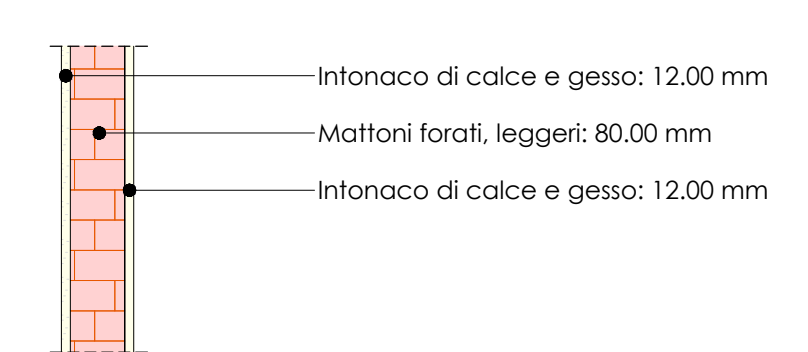 Intonaco di calce e gesso: 12.00 mm
Mattoni forati, leggeri: 80.00 mm
Intonaco di calce e gesso: 12.00 mm